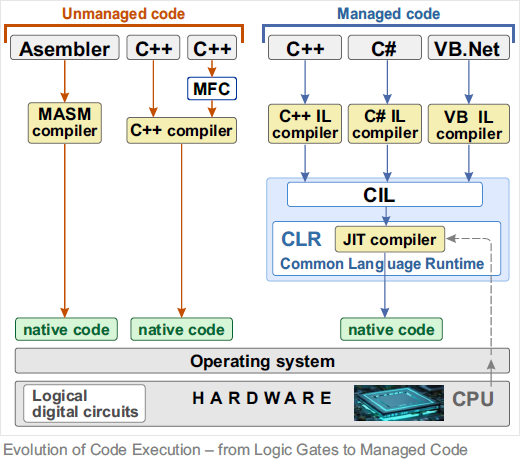 Unmanaged code
Managed code
Asembler
C++
C++
C++
C#
VB.Net
MFC
MASM
compiler
C++ compiler
C++ IL
compiler
C# IL
compiler
VB IL
compiler
CIL
CLR
JIT compiler
Common Language Runtime
native code
native code
native code
Operating system
Logical
digital circuits
HARDWARE
CPU
Evolution of Code Execution – from Logic Gates to Managed Code